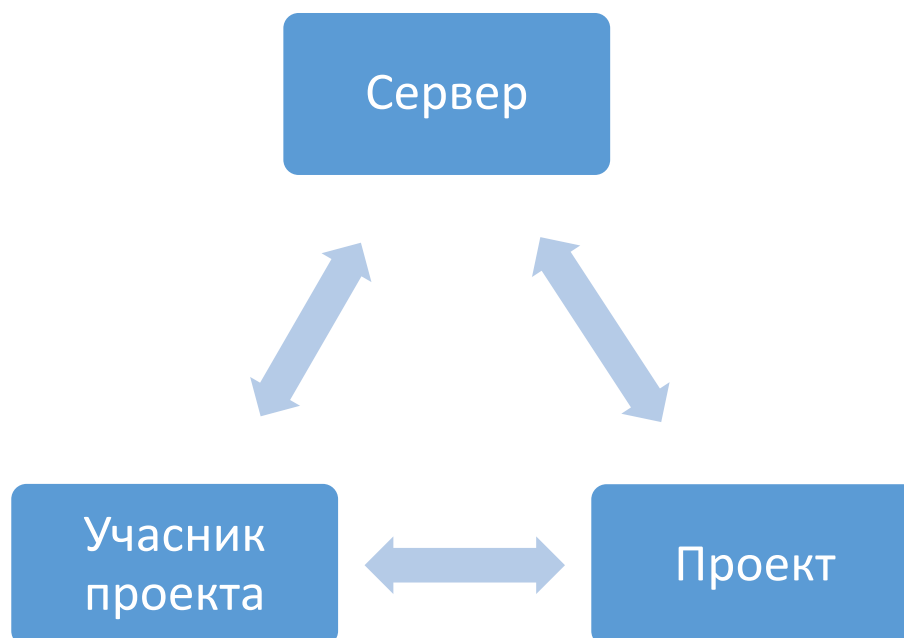 Сервер
Учасник
проекта
Проект